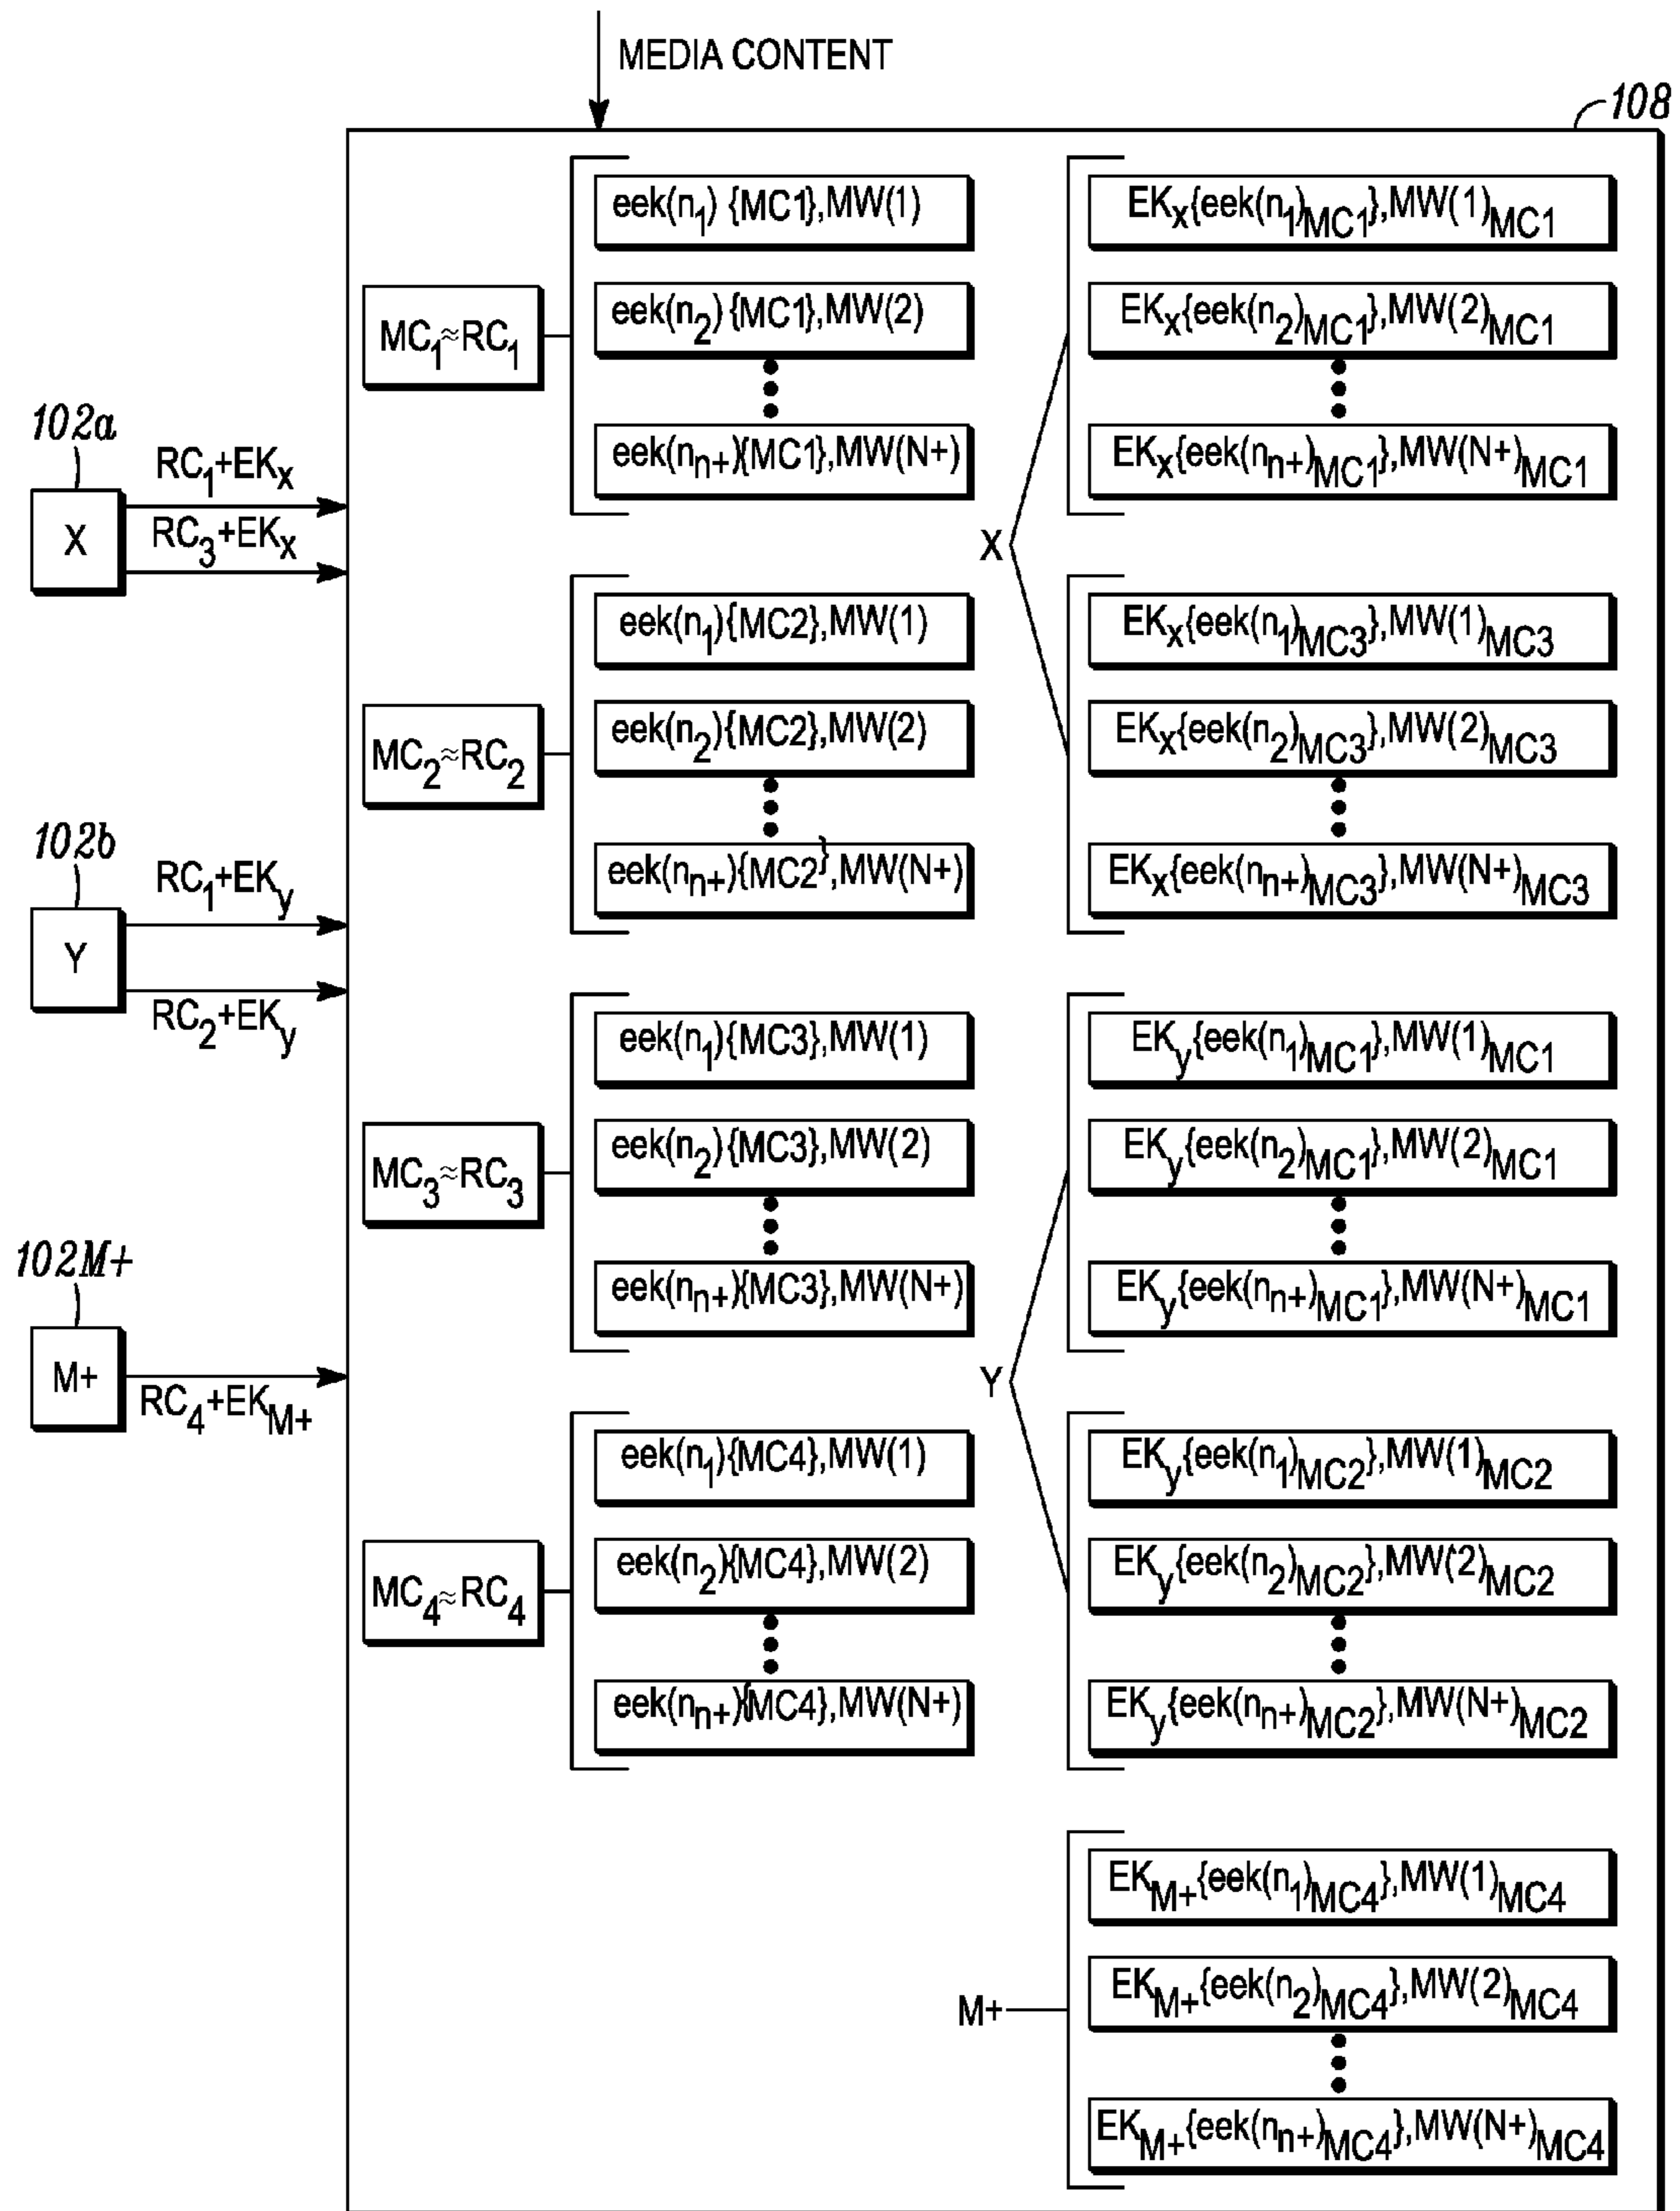 MEDIA CONTENT
108
102a
X
RC₁+EKₓ
RC₃+EKₓ
102b
Y
RC₁+EKy
RC₂+EKy
102M+
M+
RC₄+EK_M+
MC₁≈RC₁
eek(n₁) {MC1},MW(1)
eek(n₂) {MC1},MW(2)
eek(nₙ₊){MC1},MW(N+)
MC₂≈RC₂
eek(n₁){MC2},MW(1)
eek(n₂){MC2},MW(2)
eek(nₙ₊){MC2},MW(N+)
MC₃≈RC₃
eek(n₁){MC3},MW(1)
eek(n₂){MC3},MW(2)
eek(nₙ₊){MC3},MW(N+)
MC₄≈RC₄
eek(n₁){MC4},MW(1)
eek(n₂){MC4},MW(2)
eek(nₙ₊){MC4},MW(N+)
X
EKₓ{eek(n₁)MC1},MW(1)MC1
EKₓ{eek(n₂)MC1},MW(2)MC1
EKₓ{eek(nₙ₊)MC1},MW(N+)MC1
EKₓ{eek(n₁)MC3},MW(1)MC3
EKₓ{eek(n₂)MC3},MW(2)MC3
EKₓ{eek(nₙ₊)MC3},MW(N+)MC3
Y
EKy{eek(n₁)MC1},MW(1)MC1
EKy{eek(n₂)MC1},MW(2)MC1
EKy{eek(nₙ₊)MC1},MW(N+)MC1
EKy{eek(n₁)MC2},MW(1)MC2
EKy{eek(n₂)MC2},MW(2)MC2
EKy{eek(nₙ₊)MC2},MW(N+)MC2
M+
EK_M+{eek(n₁)MC4},MW(1)MC4
EK_M+{eek(n₂)MC4},MW(2)MC4
EK_M+{eek(nₙ₊)MC4},MW(N+)MC4